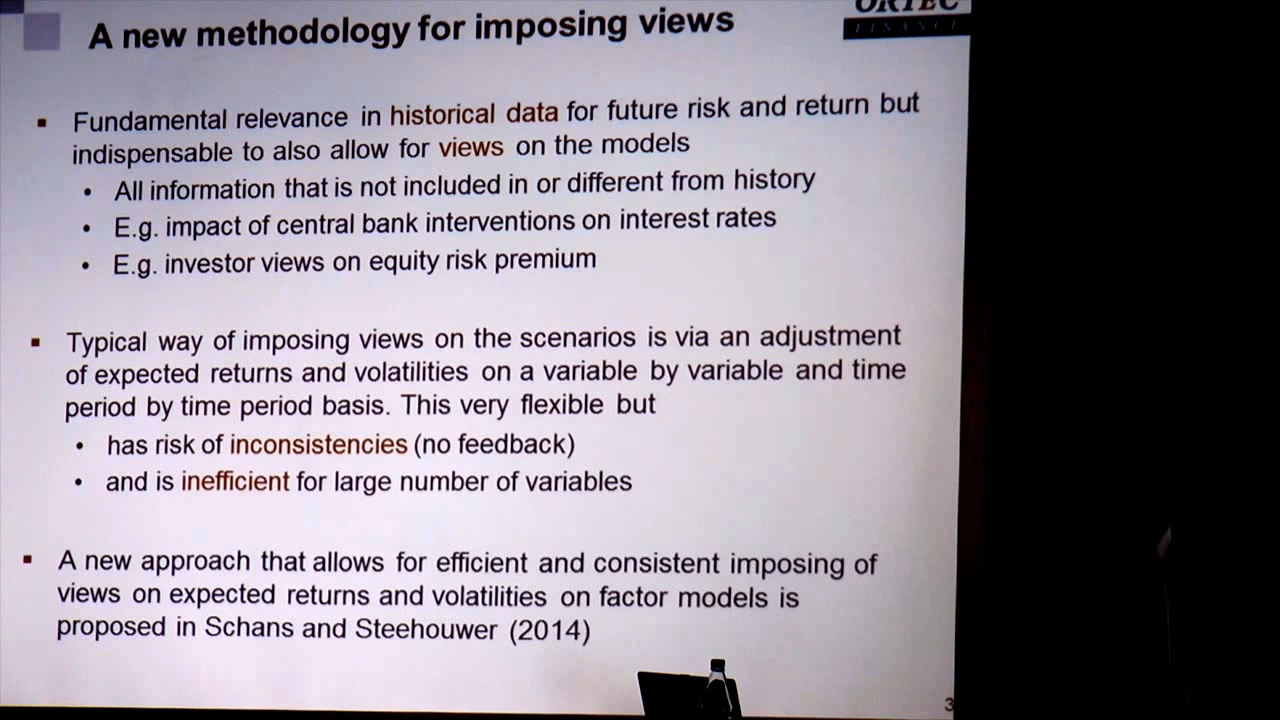 ORTEC
FINANCE
A new methodology for imposing views
▪ Fundamental relevance in historical data for future risk and return but
indispensable to also allow for views on the models
• All information that is not included in or different from history
• E.g. impact of central bank interventions on interest rates
• E.g. investor views on equity risk premium
▪ Typical way of imposing views on the scenarios is via an adjustment
of expected returns and volatilities on a variable by variable and time
period by time period basis. This very flexible but
• has risk of inconsistencies (no feedback)
• and is inefficient for large number of variables
▪ A new approach that allows for efficient and consistent imposing of
views on expected returns and volatilities on factor models is
proposed in Schans and Steehouwer (2014)
3